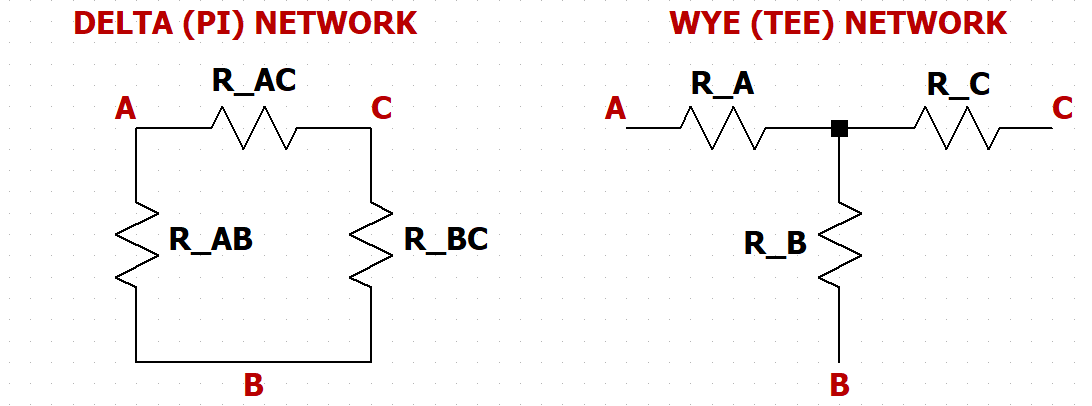 DELTA (PI) NETWORK
R_AC
A
C
R_AB
R_BC
B
WYE (TEE) NETWORK
R_A
R_C
A
C
R_B
B